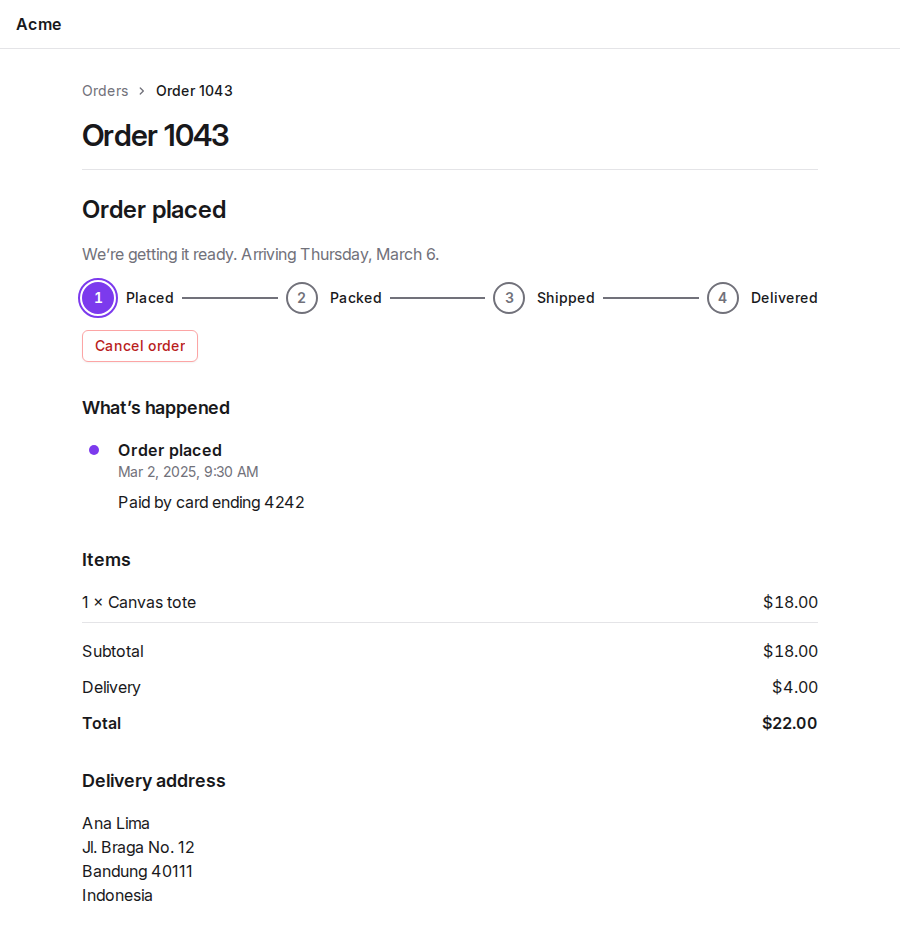 Acme
Orders > Order 1043
Order 1043
Order placed
We’re getting it ready. Arriving Thursday, March 6.
1 Placed 2 Packed 3 Shipped 4 Delivered
Cancel order
What’s happened
Order placed
Mar 2, 2025, 9:30 AM
Paid by card ending 4242
Items
1 × Canvas tote $18.00
Subtotal $18.00
Delivery $4.00
Total $22.00
Delivery address
Ana Lima
Jl. Braga No. 12
Bandung 40111
Indonesia